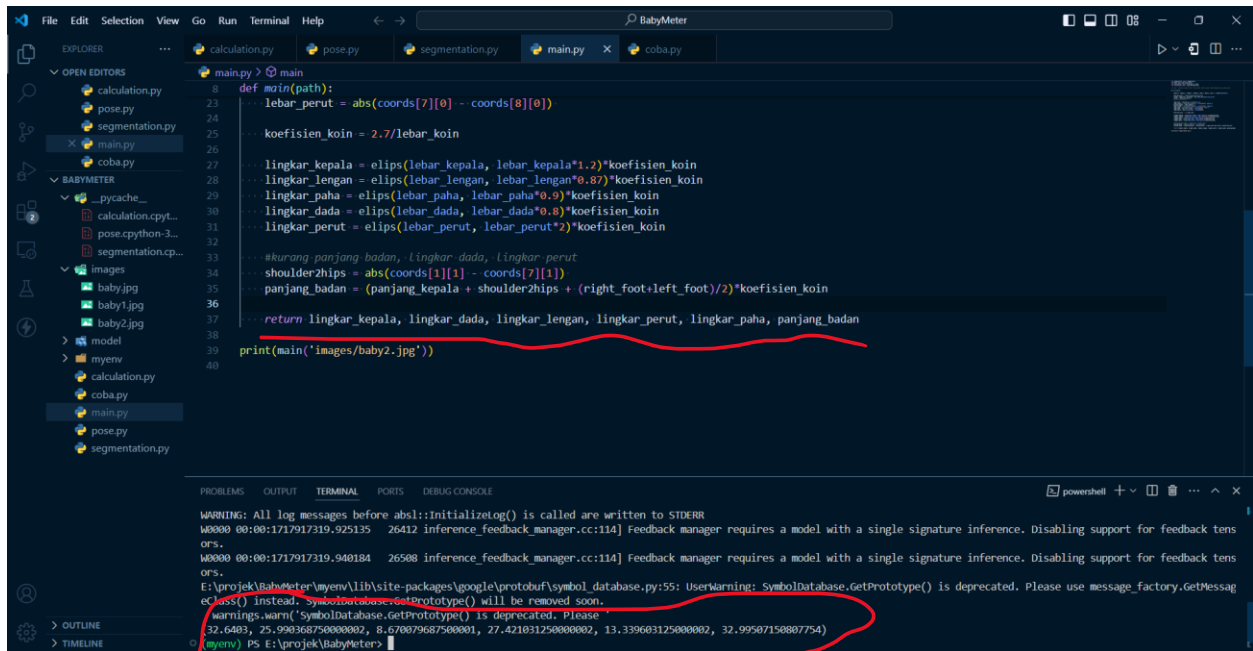 File Edit Selection View Go Run Terminal Help
BabyMeter
EXPLORER
OPEN EDITORS
calculation.py
pose.py
segmentation.py
main.py
coba.py
BABYMETER
__pycache__
calculation.cpyt...
pose.cpython-3...
segmentation.cp...
images
baby.jpg
baby1.jpg
baby2.jpg
model
myenv
calculation.py
coba.py
main.py
pose.py
segmentation.py
OUTLINE
TIMELINE
2
calculation.py pose.py segmentation.py main.py coba.py
main.py > main
8 def main(path):
23 lebar_perut = abs(coords[7][0] - coords[8][0])
24
25 koefisien_koin = 2.7/lebar_koin
26
27 lingkar_kepala = elips(lebar_kepala, lebar_kepala*1.2)*koefisien_koin
28 lingkar_lengan = elips(lebar_lengan, lebar_lengan*0.87)*koefisien_koin
29 lingkar_paha = elips(lebar_paha, lebar_paha*0.9)*koefisien_koin
30 lingkar_dada = elips(lebar_dada, lebar_dada*0.8)*koefisien_koin
31 lingkar_perut = elips(lebar_perut, lebar_perut*2)*koefisien_koin
32
33 #kurang panjang badan, lingkar dada, lingkar perut
34 shoulder2hips = abs(coords[1][1] - coords[7][1])
35 panjang_badan = (panjang_kepala + shoulder2hips + (right_foot+left_foot)/2)*koefisien_koin
36
37 return lingkar_kepala, lingkar_dada, lingkar_lengan, lingkar_perut, lingkar_paha, panjang_badan
38
39 print(main('images/baby2.jpg'))
40
PROBLEMS OUTPUT TERMINAL PORTS DEBUG CONSOLE
powershell
WARNING: All log messages before absl::InitializeLog() is called are written to STDERR
W0000 00:00:1717917319.925135 26412 inference_feedback_manager.cc:114] Feedback manager requires a model with a single signature inference. Disabling support for feedback tens
ors.
W0000 00:00:1717917319.940184 26508 inference_feedback_manager.cc:114] Feedback manager requires a model with a single signature inference. Disabling support for feedback tens
ors.
E:\projek\BabyMeter\myenv\lib\site-packages\google\protobuf\symbol_database.py:55: UserWarning: SymbolDatabase.GetPrototype() is deprecated. Please use message_factory.GetMessag
eClass() instead. SymbolDatabase.GetPrototype() will be removed soon.
warnings.warn('SymbolDatabase.GetPrototype() is deprecated. Please '
(32.6403, 25.990368750000002, 8.670079687500001, 27.421031250000002, 13.339603125000002, 32.99507150807754)
(myenv) PS E:\projek\BabyMeter>